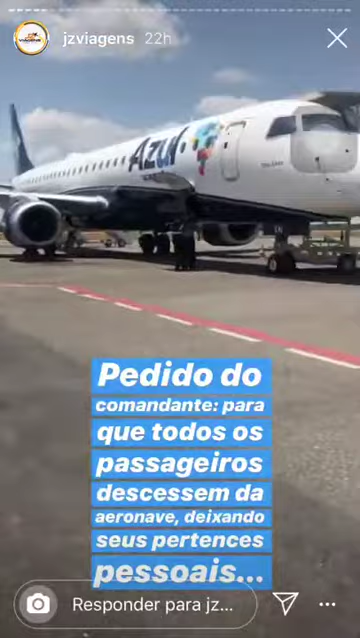 jzviagens 22h
Azul
Pedido do
comandante: para
que todos os
passageiros
descessem da
aeronave, deixando
seus pertences
pessoais...
Responder para jz...